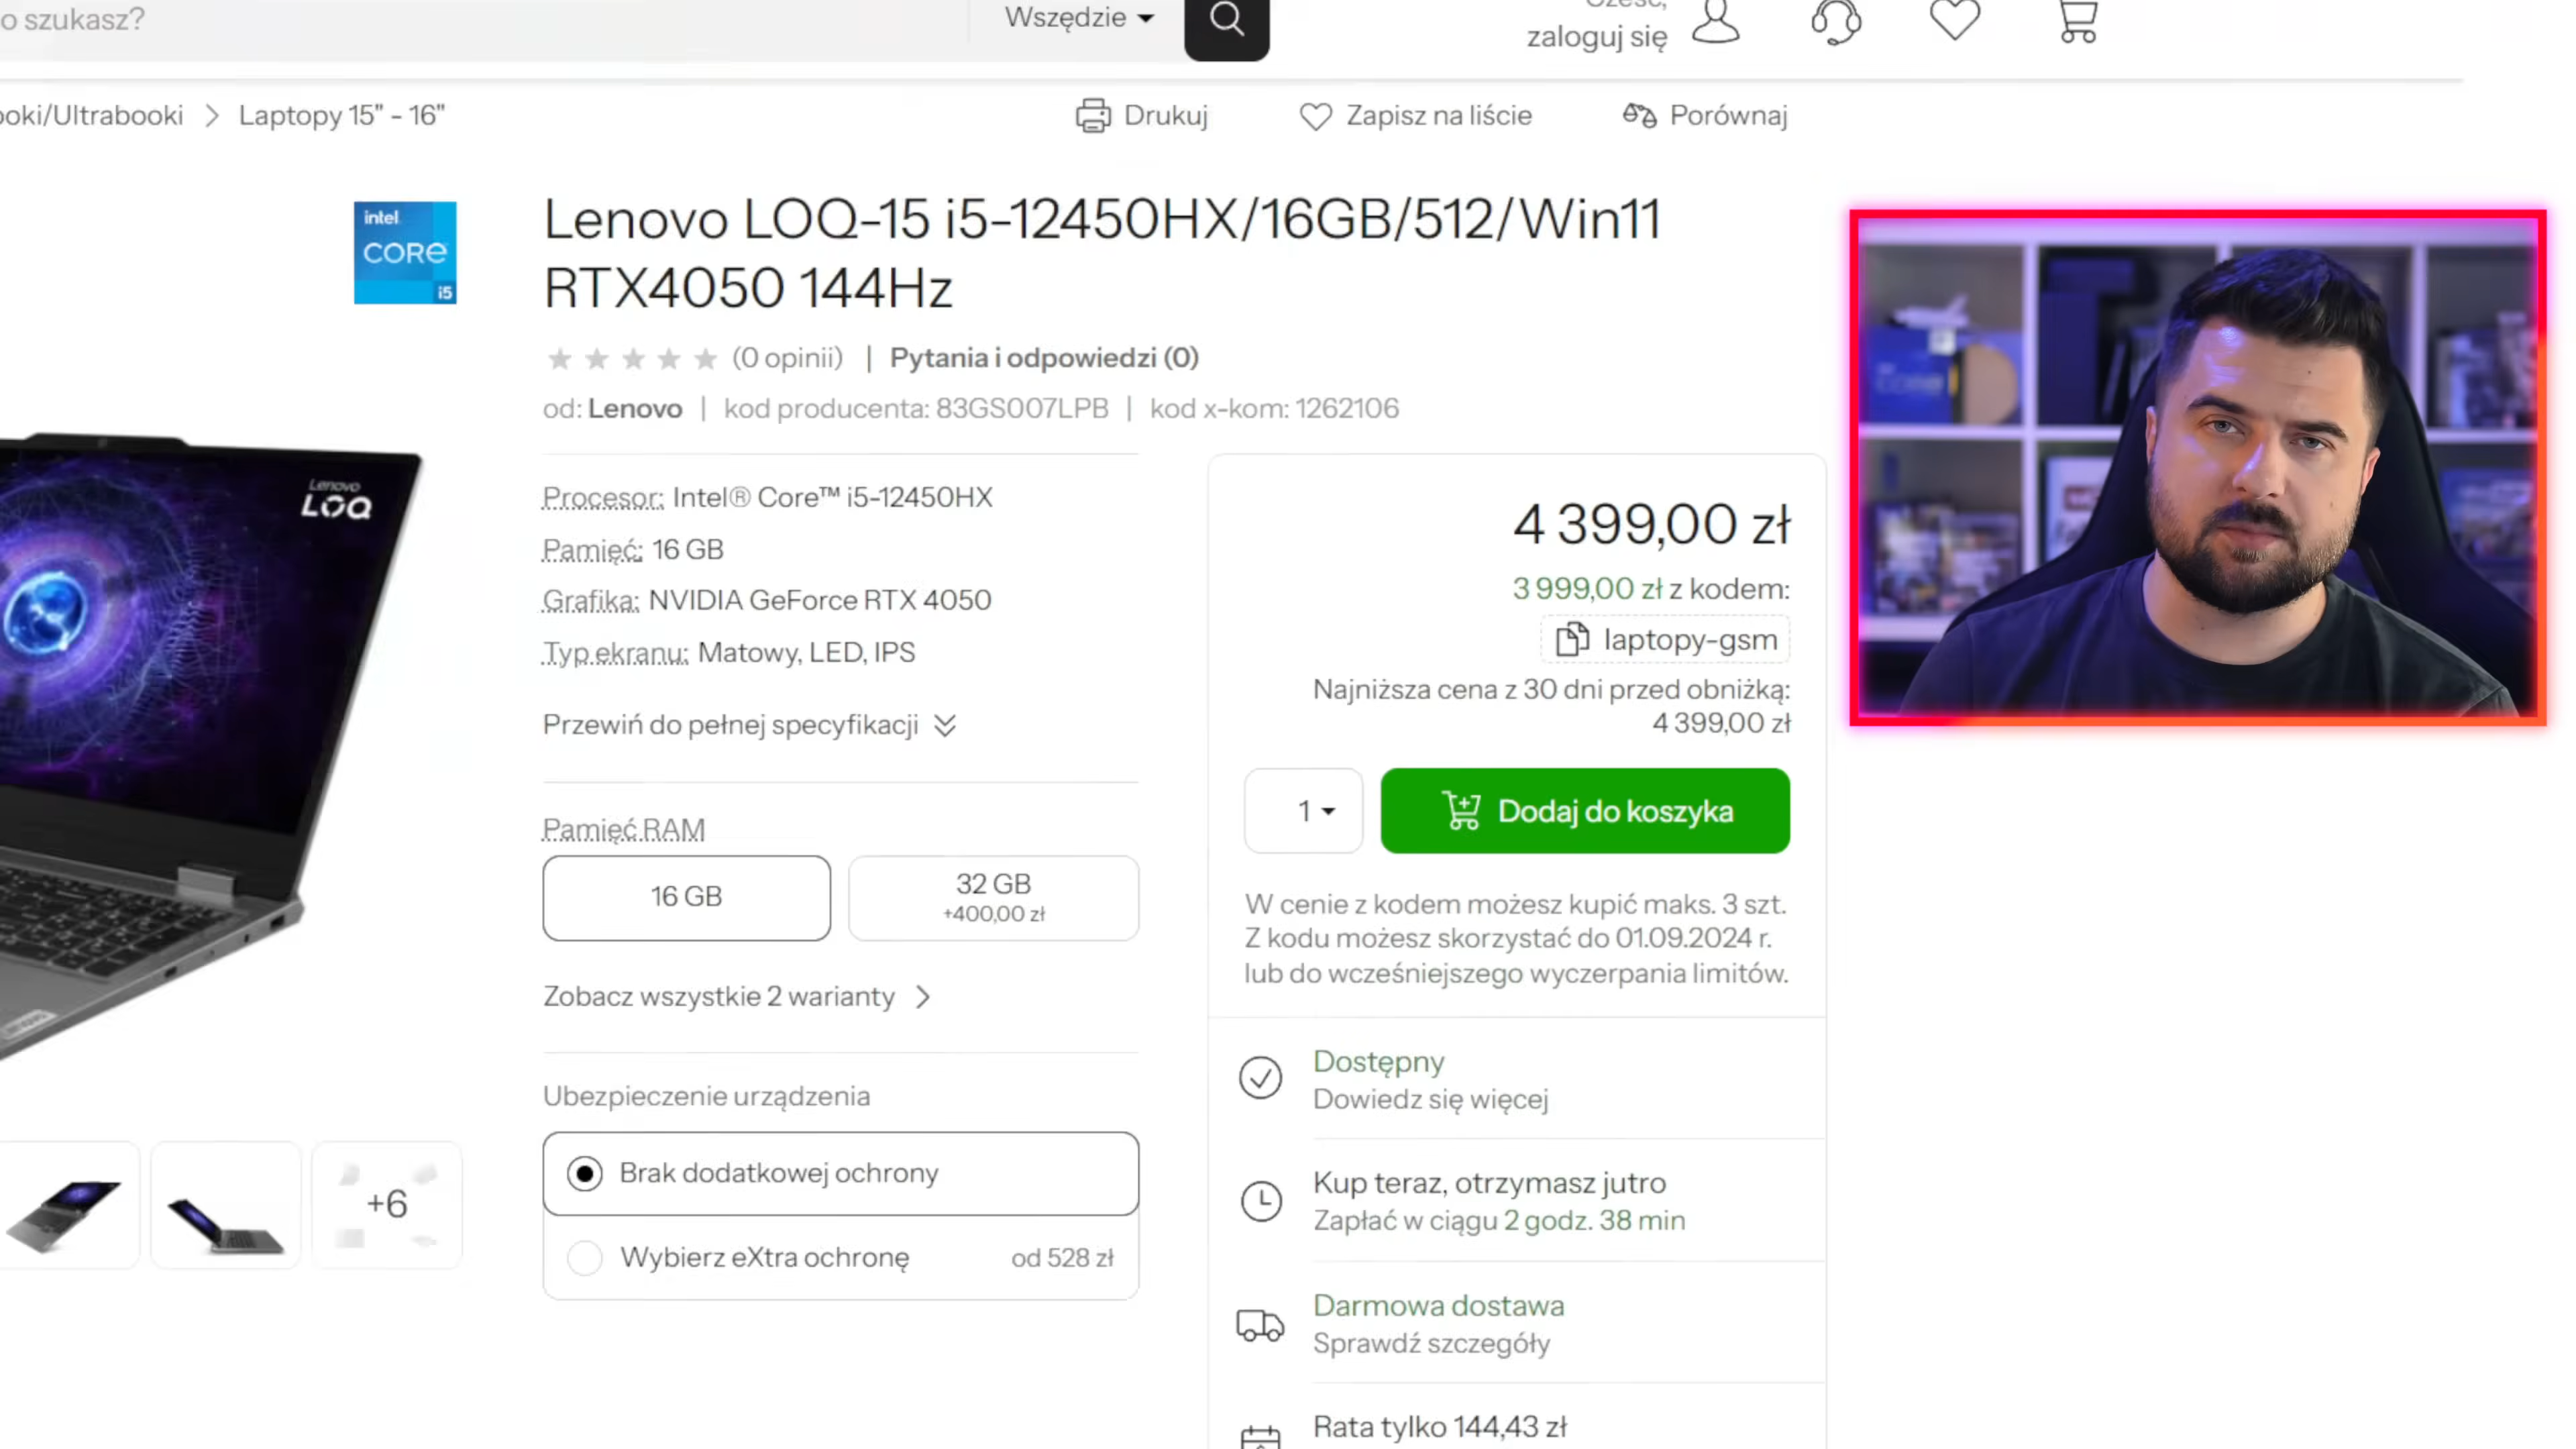 o szukasz?
Wszędzie
zaloguj się
ooki/Ultrabooki > Laptopy 15" - 16"
Drukuj
Zapisz na liście
Porównaj
intel
CORE
i5
Lenovo LOQ-15 i5-12450HX/16GB/512/Win11
RTX4050 144Hz
(0 opinii) | Pytania i odpowiedzi (0)
od: Lenovo | kod producenta: 83GS007LPB | kod x-kom: 1262106
Lenovo
LOQ
Procesor: Intel® Core™ i5-12450HX
Pamięć: 16 GB
Grafika: NVIDIA GeForce RTX 4050
Typ ekranu: Matowy, LED, IPS
Przewiń do pełnej specyfikacji
Pamięć RAM
16 GB
32 GB
+400,00 zł
Zobacz wszystkie 2 warianty
Ubezpieczenie urządzenia
Brak dodatkowej ochrony
Wybierz eXtra ochronę od 528 zł
+6
4 399,00 zł
3 999,00 zł z kodem:
laptopy-gsm
Najniższa cena z 30 dni przed obniżką:
4 399,00 zł
1
Dodaj do koszyka
W cenie z kodem możesz kupić maks. 3 szt.
Z kodu możesz skorzystać do 01.09.2024 r.
lub do wcześniejszego wyczerpania limitów.
Dostępny
Dowiedz się więcej
Kup teraz, otrzymasz jutro
Zapłać w ciągu 2 godz. 38 min
Darmowa dostawa
Sprawdź szczegóły
Rata tylko 144,43 zł